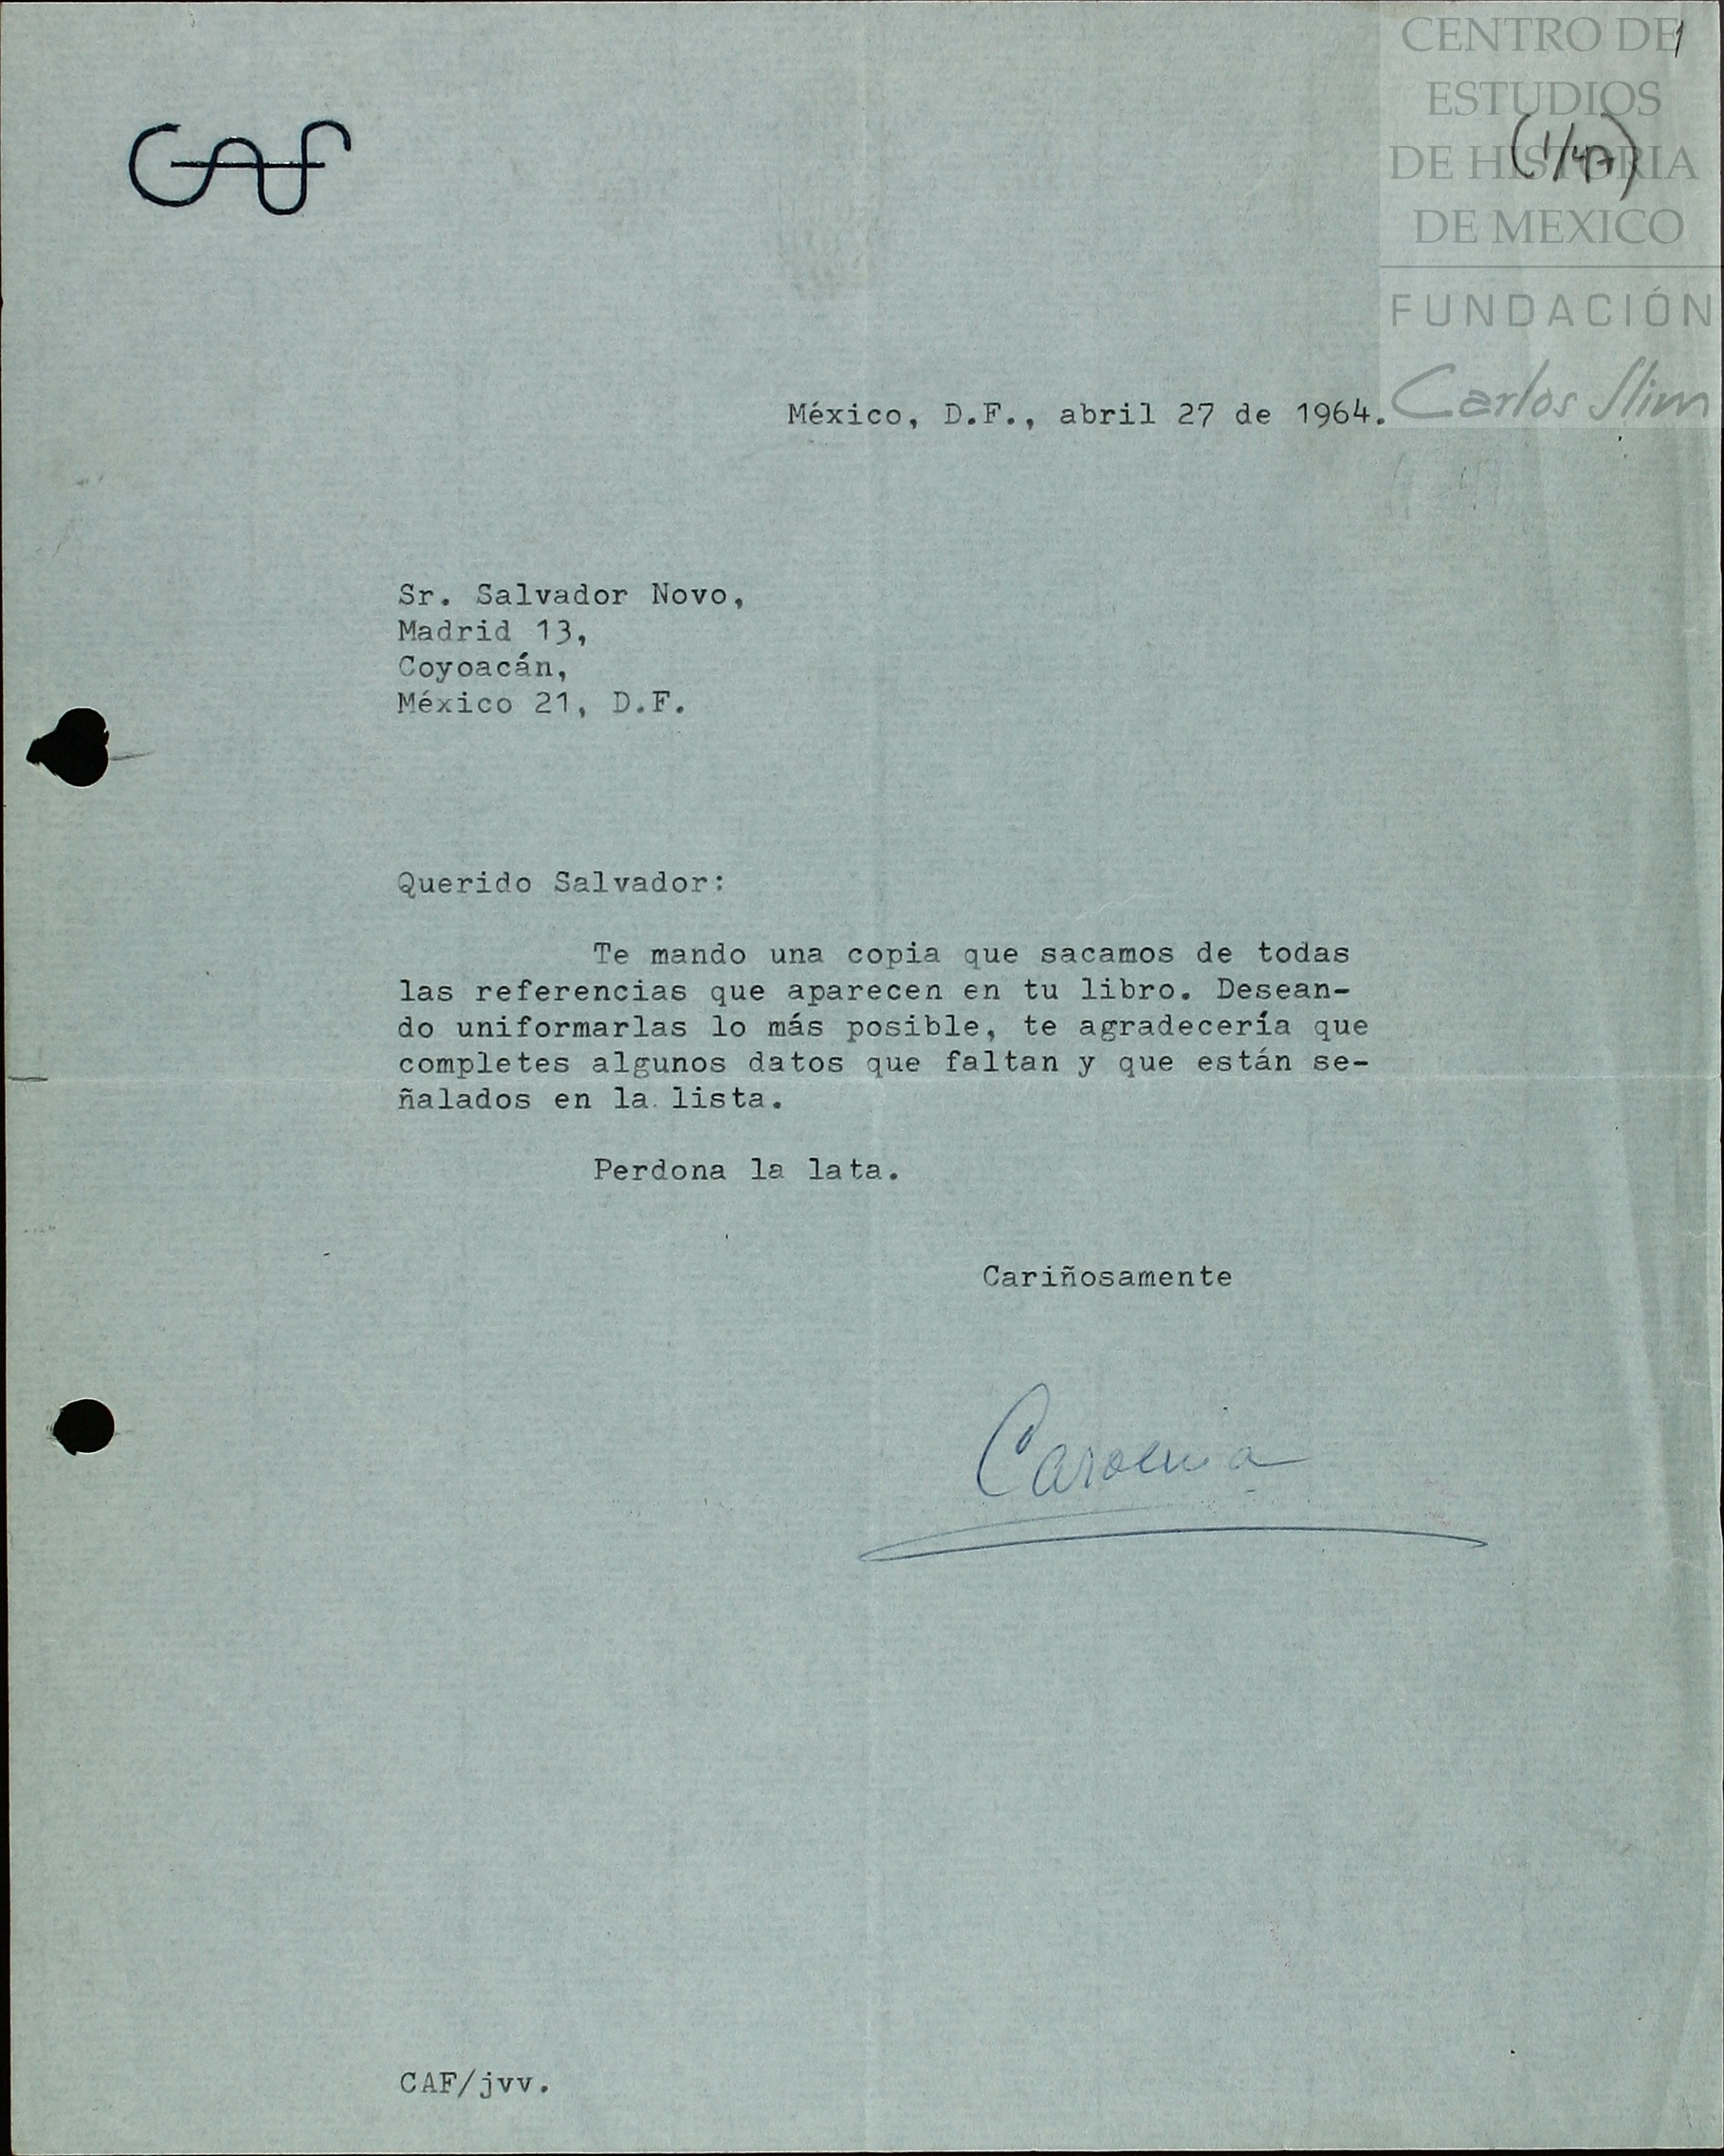 1
CENTRO DE
ESTUDIOS
DE HISTORIA
DE MEXICO
FUNDACIÓN
Carlos Slim
CAF
México, D.F., abril 27 de 1964.
Sr. Salvador Novo,
Madrid 13,
Coyoacán,
México 21, D.F.
Querido Salvador:
Te mando una copia que sacamos de todas
las referencias que aparecen en tu libro. Desean-
do uniformarlas lo más posible, te agradecería que
completes algunos datos que faltan y que están se-
ñalados en la lista.
Perdona la lata.
Cariñosamente
Carolina
CAF/jvv.